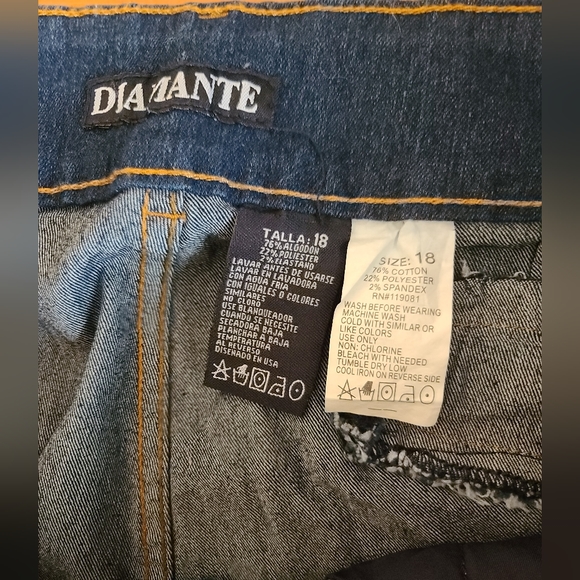 DIAMANTE
TALLA: 18
76% ALGODON
22% POLIESTER
2% ELASTANO
LAVAR ANTES DE USARSE
LAVAR EN LAVADORA
CON AGUA FRIA
CON IGUALES O COLORES
SIMILARES
NO CLORO
USE BLANQUEADOR
CUANDO SE NECESITE
SECADORA BAJA
PLANCHAR A BAJA
TEMPERATURA
AL REVERSO
DISENADO EN USA
SIZE: 18
76% COTTON
22% POLYESTER
2% SPANDEX
RN#119081
WASH BEFORE WEARING
MACHINE WASH
COLD WITH SIMILAR OR
LIKE COLORS
USE ONLY
NON: CHLORINE
BLEACH WITH NEEDED
TUMBLE DRY LOW
COOL IRON ON REVERSE SIDE